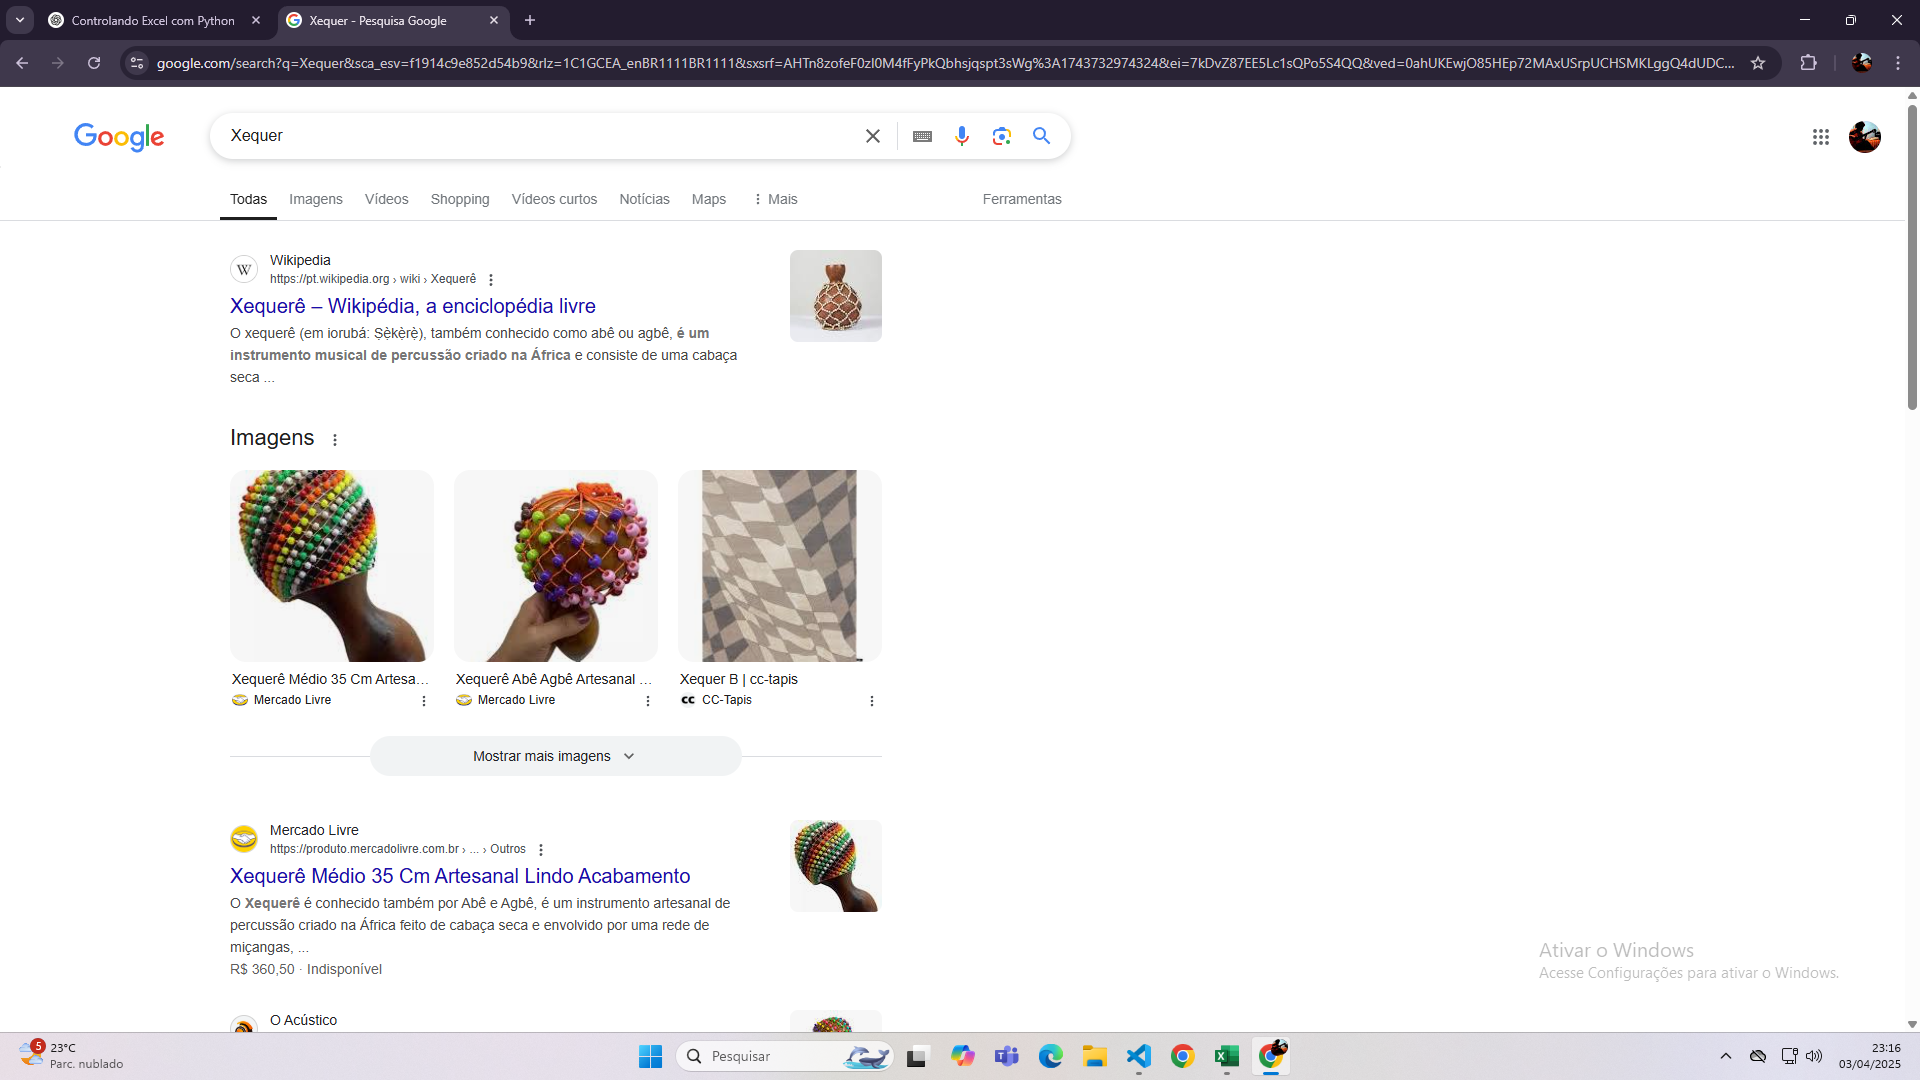 Controlando Excel com Python
Xequer - Pesquisa Google
google.com/search?q=Xequer&sca_esv=f1914c9e852d54b9&rlz=1C1GCEA_enBR1111BR1111&sxsrf=AHTn8zofeF0zI0M4fFyPkQbhsjqspt3sWg%3A1743732974324&ei=7kDvZ87EE5Lc1sQPo5S4QQ&ved=0ahUKEwjO85HEp72MAxUSrpUCHSMKLggQ4dUDC...
Google
Xequer
Todas
Imagens
Vídeos
Shopping
Vídeos curtos
Notícias
Maps
Mais
Ferramentas
W
Wikipedia
https://pt.wikipedia.org › wiki › Xequerê
Xequerê – Wikipédia, a enciclopédia livre
O xequerê (em iorubá: Ṣẹ̀kẹ̀rẹ̀), também conhecido como abê ou agbê, é um
instrumento musical de percussão criado na África e consiste de uma cabaça
seca ...
Imagens
Xequerê Médio 35 Cm Artesa...
Mercado Livre
Xequerê Abê Agbê Artesanal ...
Mercado Livre
Xequer B | cc-tapis
cc CC-Tapis
Mostrar mais imagens
Mercado Livre
https://produto.mercadolivre.com.br › ... › Outros
Xequerê Médio 35 Cm Artesanal Lindo Acabamento
O Xequerê é conhecido também por Abê e Agbê, é um instrumento artesanal de
percussão criado na África feito de cabaça seca e envolvido por uma rede de
miçangas, ...
R$ 360,50 · Indisponível
O Acústico
Ativar o Windows
Acesse Configurações para ativar o Windows.
5
23°C
Parc. nublado
Pesquisar
23:16
03/04/2025